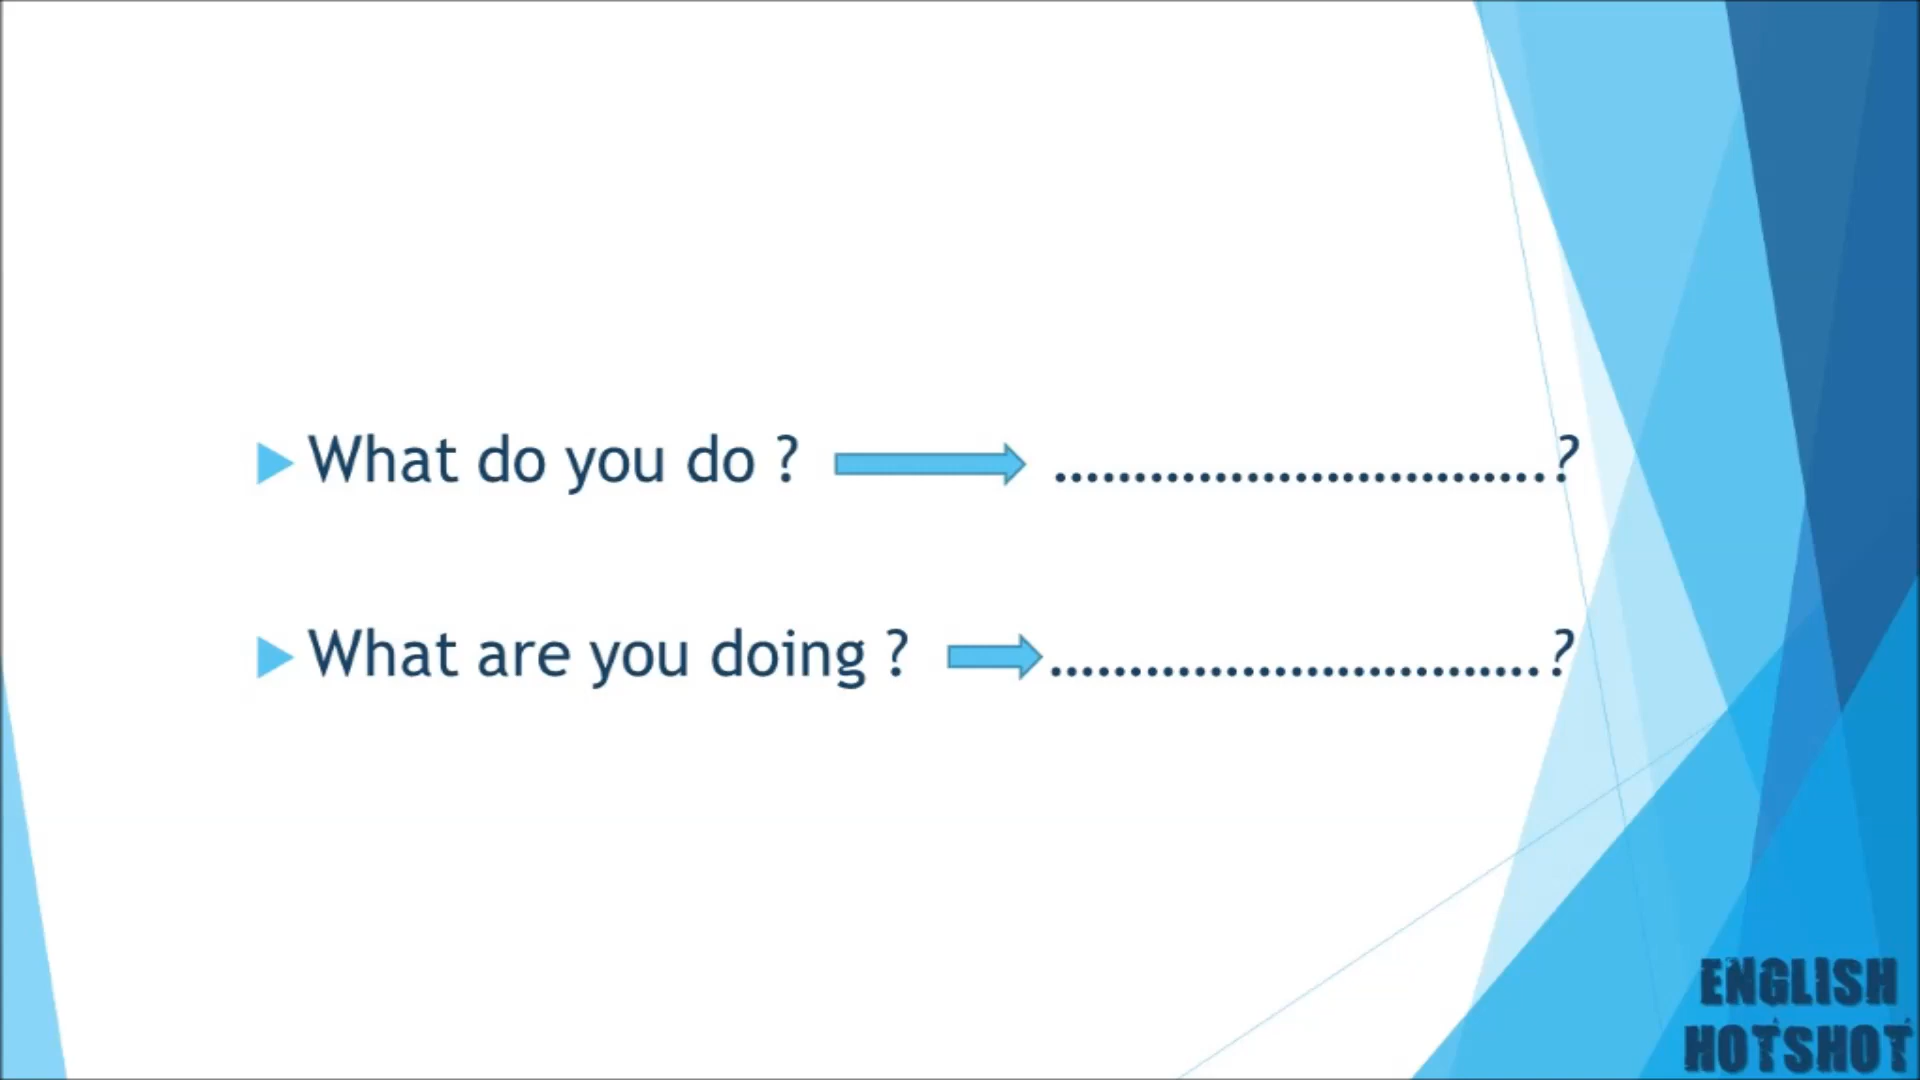 What do you do ? ...............................?
What are you doing ? ...............................?
ENGLISH
HOTSHOT